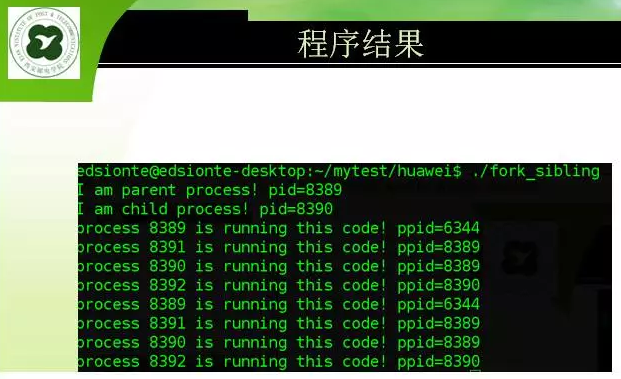 程序结果
edsionte@edsionte-desktop:~/mytest/huawei$ ./fork_sibling
I am parent process! pid=8389
I am child process! pid=8390
process 8389 is running this code! ppid=6344
process 8391 is running this code! ppid=8389
process 8390 is running this code! ppid=8389
process 8392 is running this code! ppid=8390
process 8389 is running this code! ppid=6344
process 8391 is running this code! ppid=8389
process 8390 is running this code! ppid=8389
process 8392 is running this code! ppid=8390